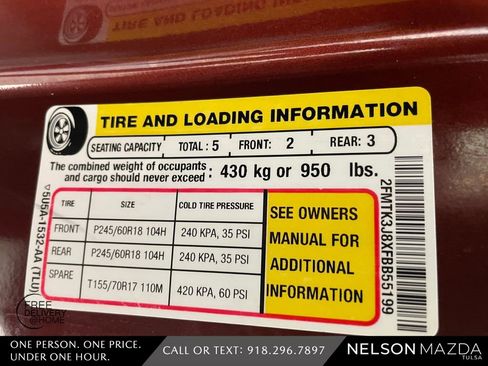 TIRE AND LOADING INFORMATION
SEATING CAPACITY TOTAL : 5 FRONT: 2 REAR: 3
The combined weight of occupants
and cargo should never exceed : 430 kg or 950 lbs.
TIRE SIZE COLD TIRE PRESSURE
FRONT P245/60R18 104H 240 KPA, 35 PSI
REAR P245/60R18 104H 240 KPA, 35 PSI
SPARE T155/70R17 110M 420 KPA, 60 PSI
SEE OWNERS
MANUAL FOR
ADDITIONAL
INFORMATION
5U5A-1532-AA (TLU)
2FMTK3J8XFBB55199
FREE
DELIVERY
@HOME
ONE PERSON. ONE PRICE.
UNDER ONE HOUR.
CALL OR TEXT: 918.296.7897
NELSON MAZDA
TULSA